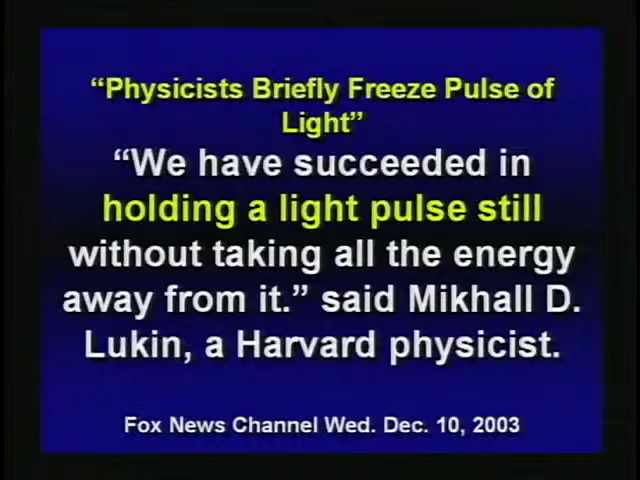 “Physicists Briefly Freeze Pulse of
Light”
“We have succeeded in
holding a light pulse still
without taking all the energy
away from it.” said Mikhall D.
Lukin, a Harvard physicist.
Fox News Channel Wed. Dec. 10, 2003